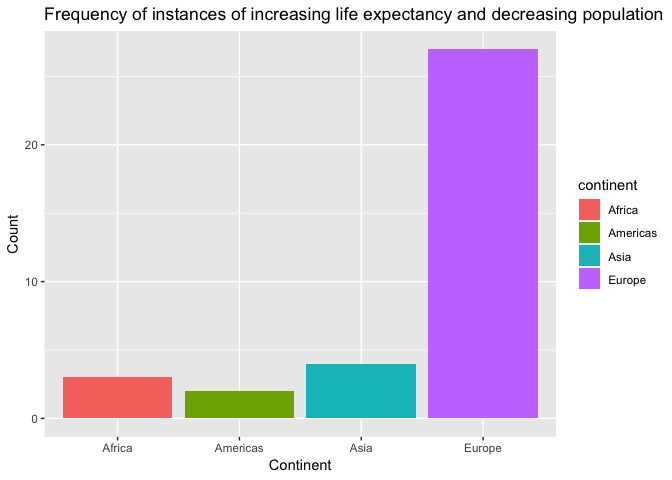 Frequency of instances of increasing life expectancy and decreasing population
Count
20
10
0
Africa
Americas
Asia
Europe
Continent
continent
Africa
Americas
Asia
Europe